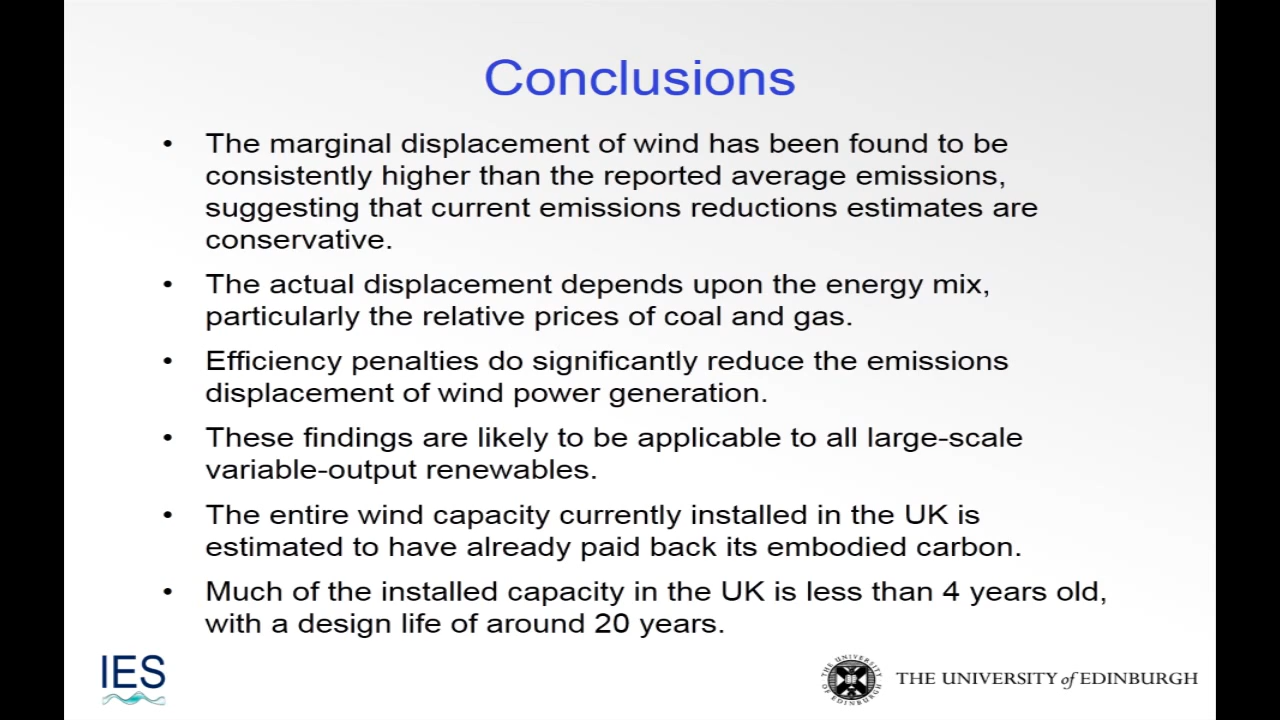 Conclusions
• The marginal displacement of wind has been found to be
consistently higher than the reported average emissions,
suggesting that current emissions reductions estimates are
conservative.
• The actual displacement depends upon the energy mix,
particularly the relative prices of coal and gas.
• Efficiency penalties do significantly reduce the emissions
displacement of wind power generation.
• These findings are likely to be applicable to all large-scale
variable-output renewables.
• The entire wind capacity currently installed in the UK is
estimated to have already paid back its embodied carbon.
• Much of the installed capacity in the UK is less than 4 years old,
with a design life of around 20 years.
IES
THE UNIVERSITY OF EDINBURGH
THE UNIVERSITY of EDINBURGH